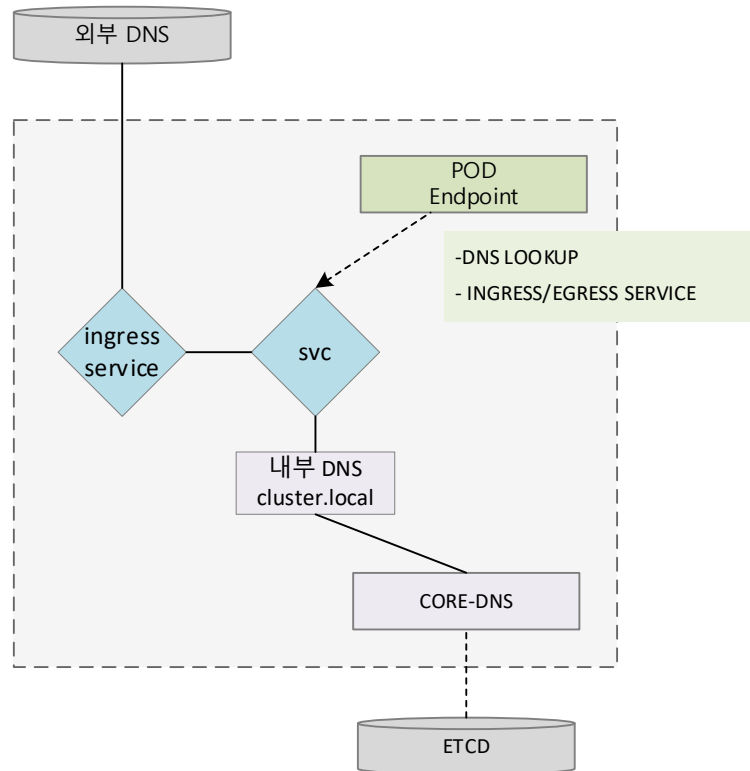 외부 DNS
POD
Endpoint
-DNS LOOKUP
- INGRESS/EGRESS SERVICE
ingress
service
svc
내부 DNS
cluster.local
CORE-DNS
ETCD